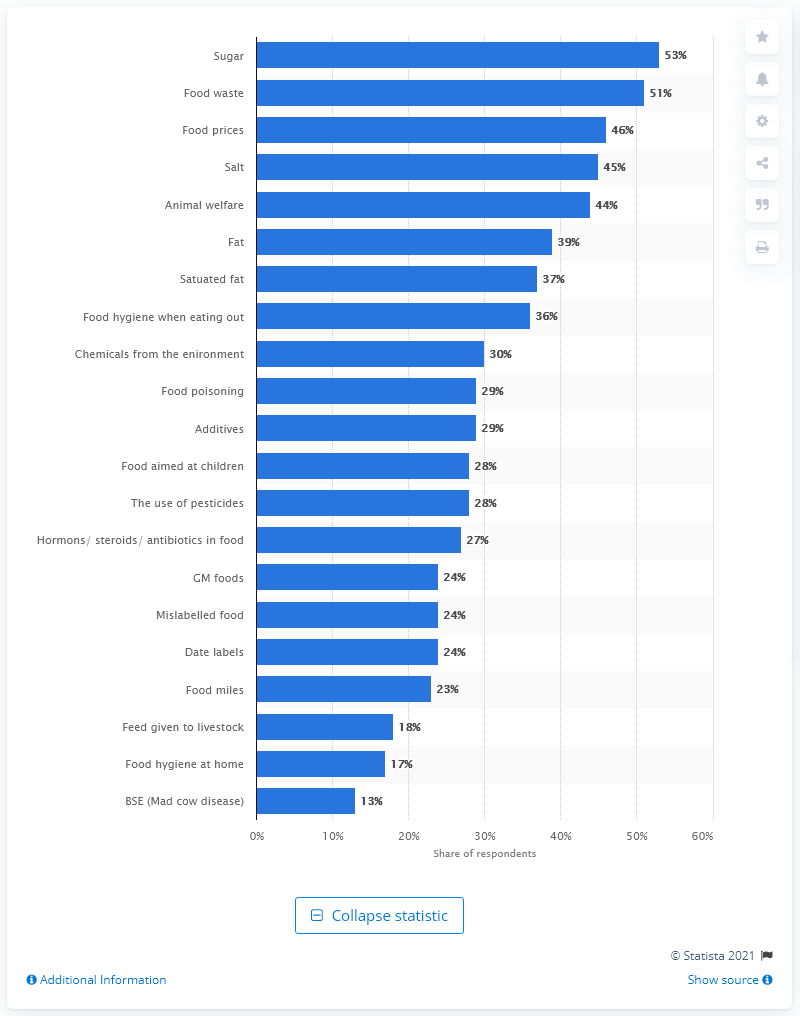 Sugar 53%
Food waste 51%
Food prices 46%
Salt 45%
Animal welfare 44%
Fat 39%
Satuated fat 37%
Food hygiene when eating out 36%
Chemicals from the enironment 30%
Food poisoning 29%
Additives 29%
Food aimed at children 28%
The use of pesticides 28%
Hormons/ steroids/ antibiotics in food 27%
GM foods 24%
Mislabelled food 24%
Date labels 24%
Food miles 23%
Feed given to livestock 18%
Food hygiene at home 17%
BSE (Mad cow disease) 13%
0% 10% 20% 30% 40% 50% 60%
Share of respondents
Collapse statistic
© Statista 2021
Additional Information Show source